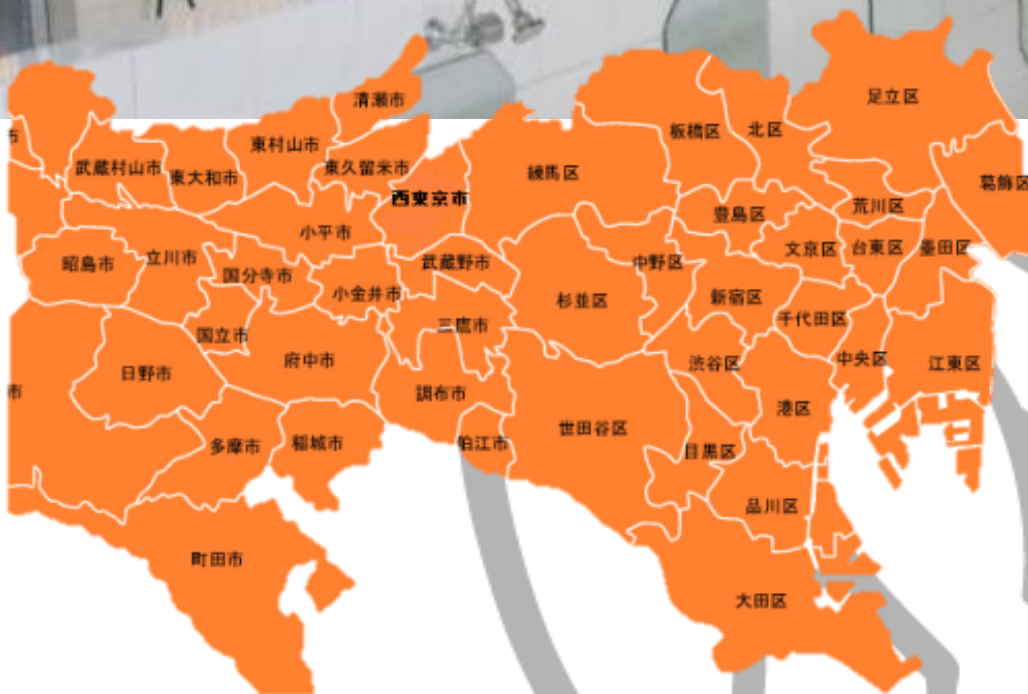 足立区
清瀬市
板橋区
北区
市
東村山市
武蔵村山市
東久留米市
練馬区
東大和市
葛飾区
西東京市
豊島区
荒川区
小平市
文京区
台東区
墨田区
立川市
昭島市
国分寺市
武蔵野市
中野区
小金井市
杉並区
新宿区
三鷹市
千代田区
国立市
府中市
渋谷区
中央区
江東区
日野市
市
調布市
港区
世田谷区
多摩市
稲城市
狛江市
目黒区
品川区
町田市
大田区